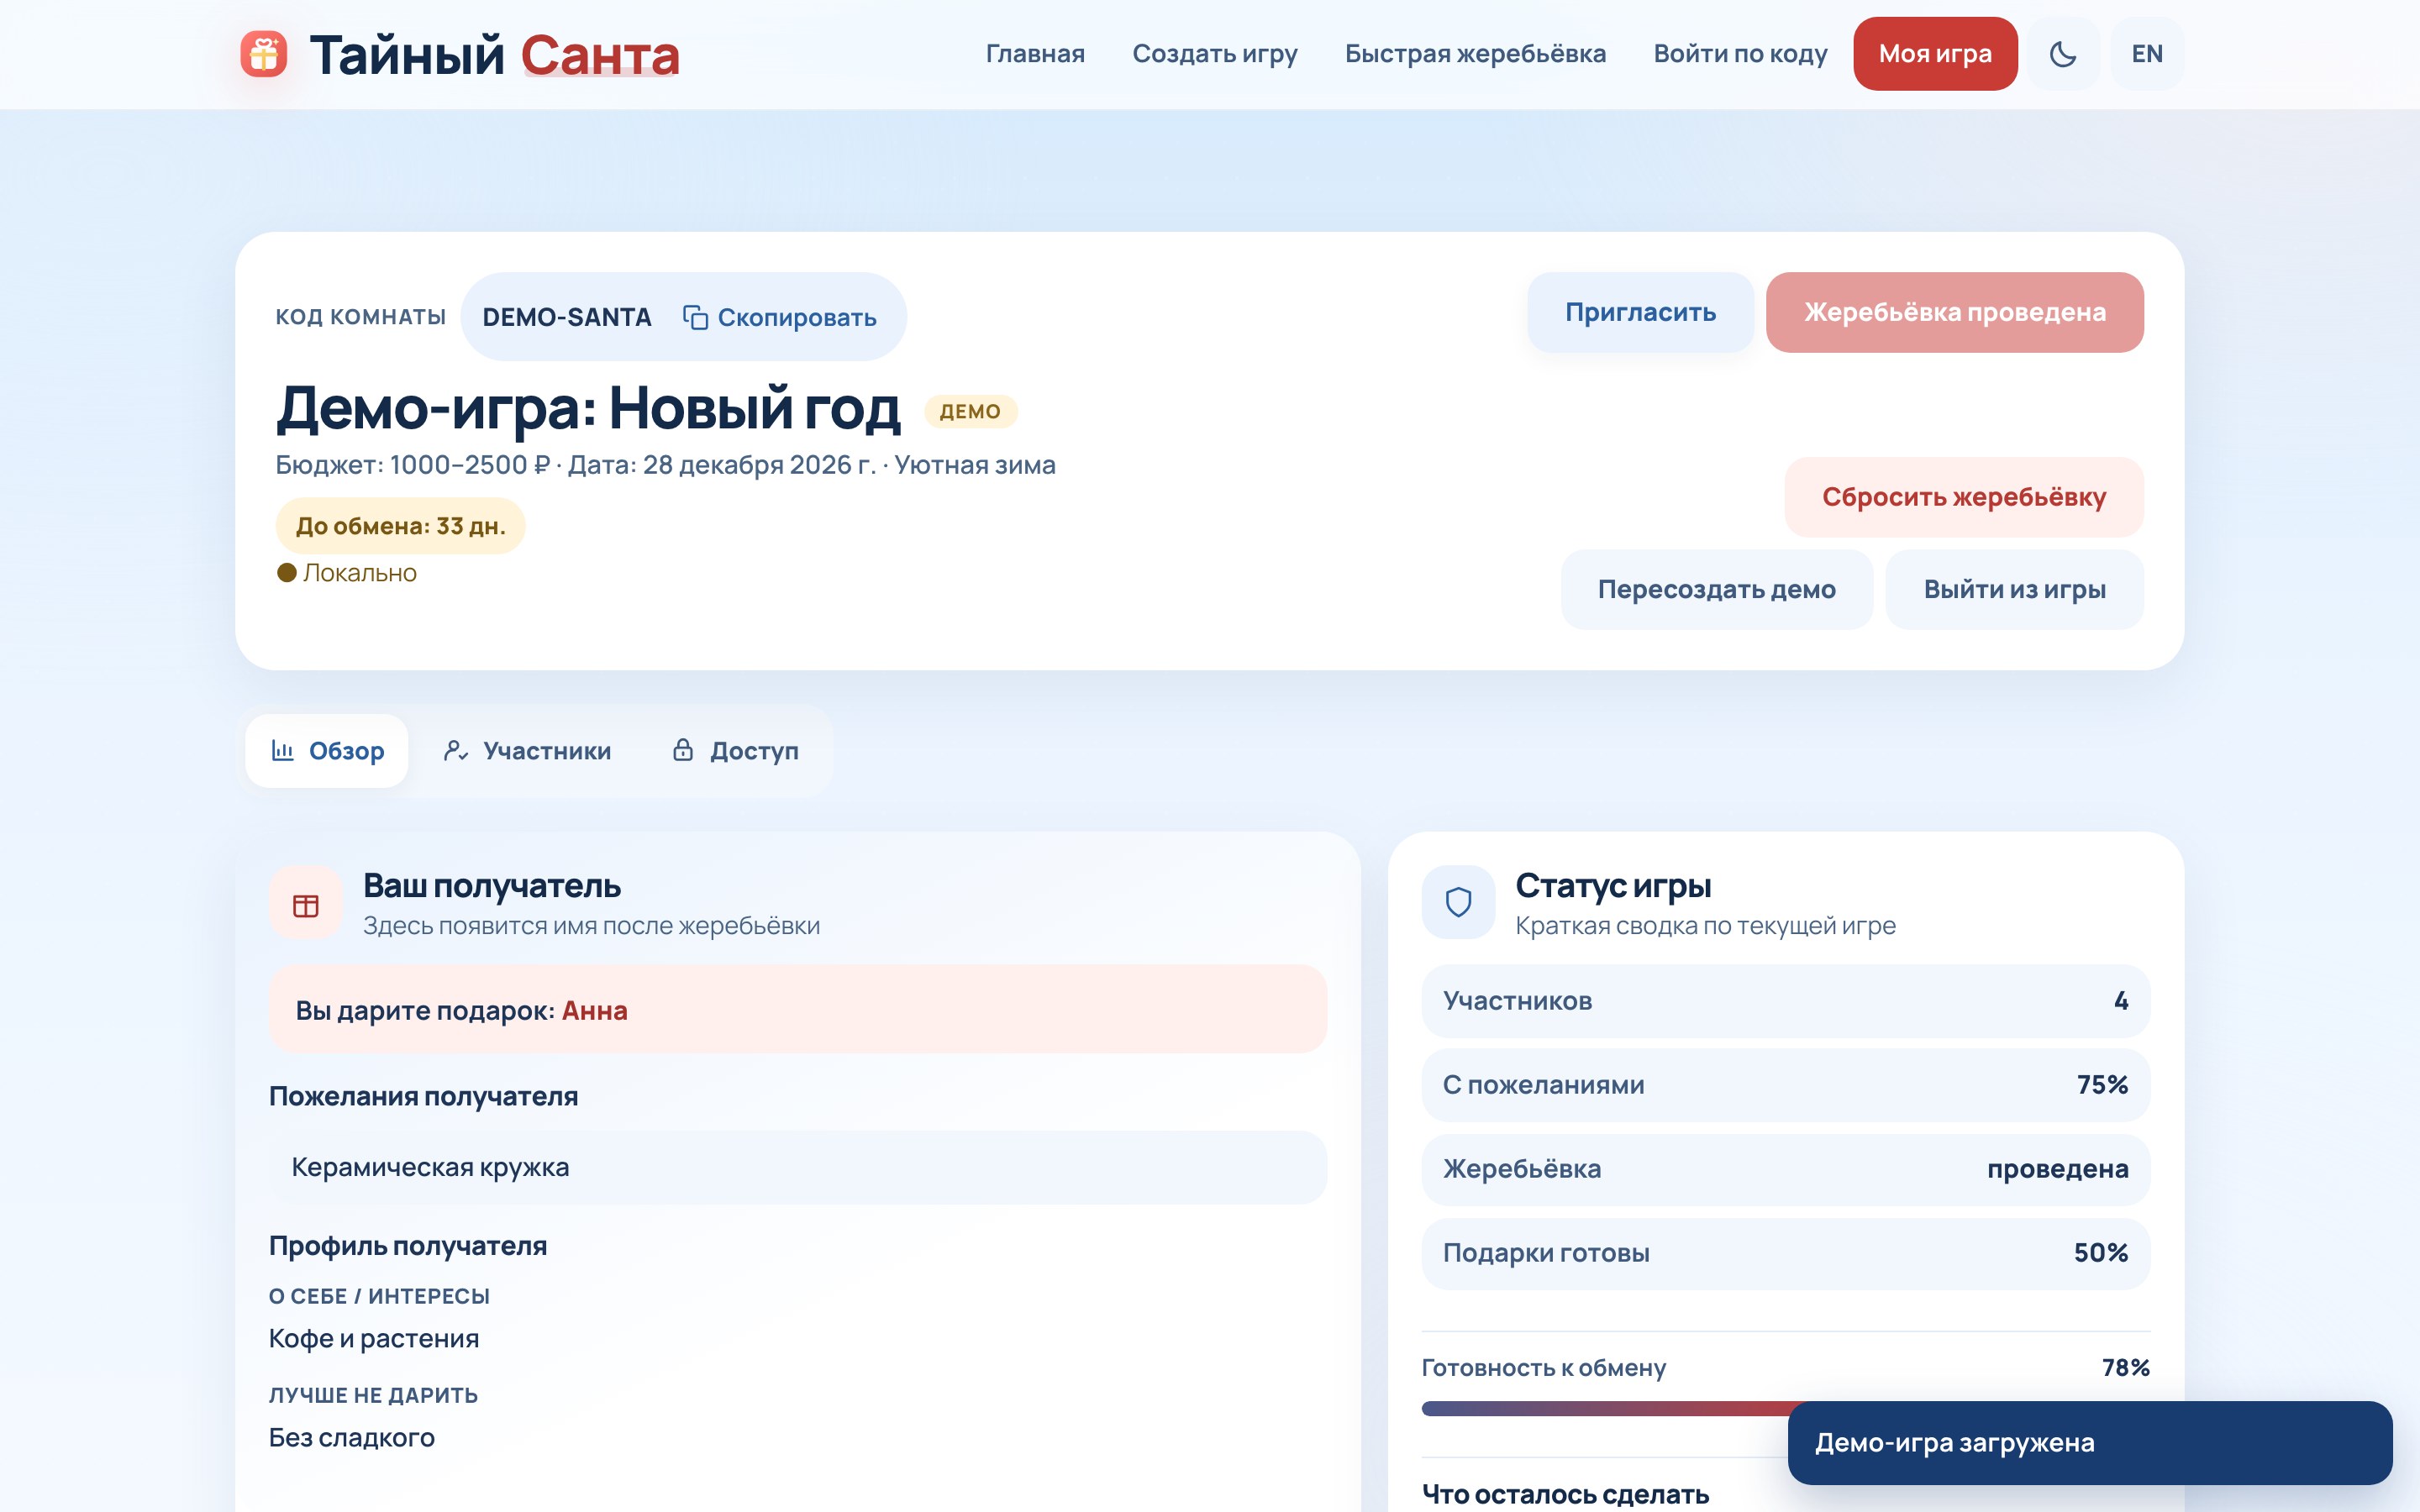 Тайный Санта
Главная
Создать игру
Быстрая жеребьёвка
Войти по коду
Моя игра
EN
КОД КОМНАТЫ
DEMO-SANTA
Скопировать
Пригласить
Жеребьёвка проведена
Демо-игра: Новый год
ДЕМО
Бюджет: 1000–2500 ₽ · Дата: 28 декабря 2026 г. · Уютная зима
До обмена: 33 дн.
Локально
Сбросить жеребьёвку
Пересоздать демо
Выйти из игры
Обзор
Участники
Доступ
Ваш получатель
Здесь появится имя после жеребьёвки
Вы дарите подарок: Анна
Пожелания получателя
Керамическая кружка
Профиль получателя
О СЕБЕ / ИНТЕРЕСЫ
Кофе и растения
ЛУЧШЕ НЕ ДАРИТЬ
Без сладкого
Статус игры
Краткая сводка по текущей игре
Участников 4
С пожеланиями 75%
Жеребьёвка проведена
Подарки готовы 50%
Готовность к обмену 78%
Что осталось сделать
Демо-игра загружена